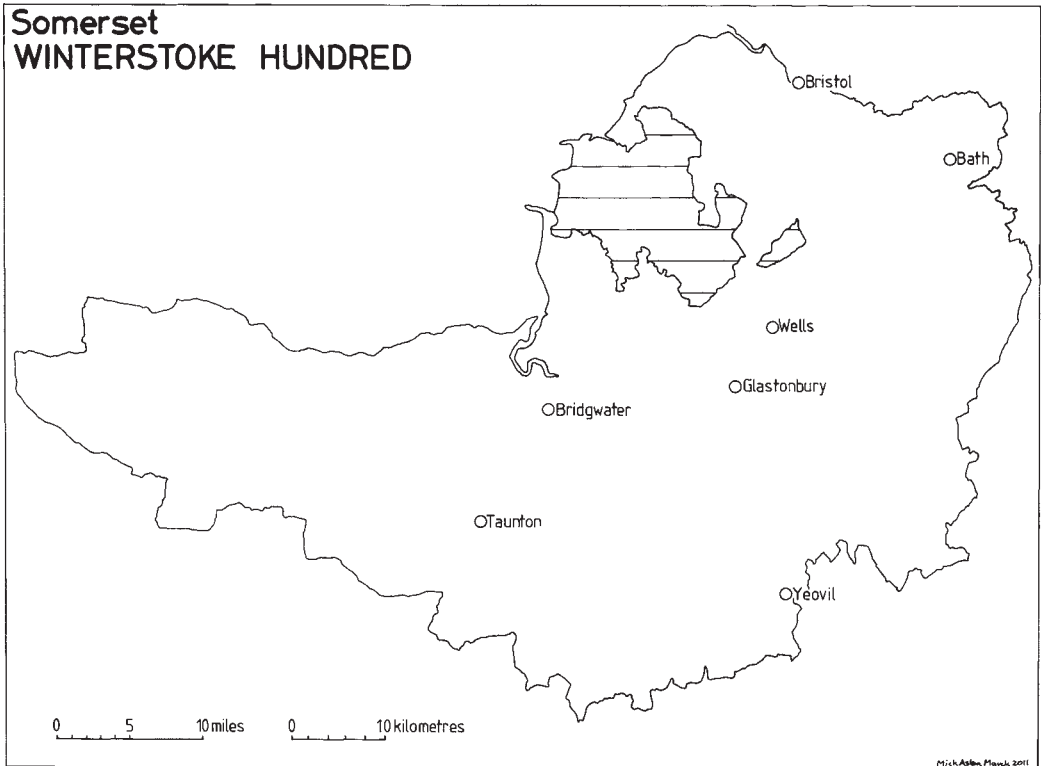 Somerset
WINTERSTOKE HUNDRED
Bristol
Bath
Wells
Glastonbury
Bridgwater
Taunton
Yeovil
0 5 10 miles 0 10 kilometres
Mick Aston March 2011